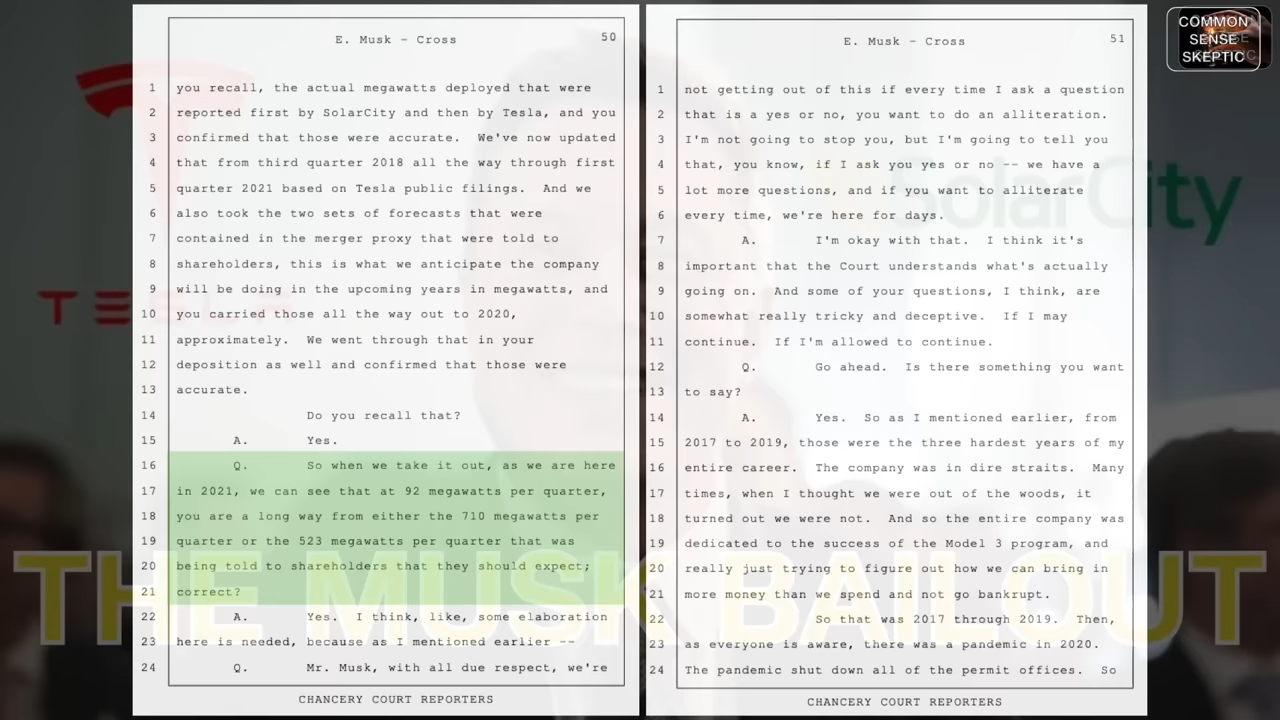 COMMON
SENSE
SKEPTIC
E. Musk - Cross 50
1 you recall, the actual megawatts deployed that were
2 reported first by SolarCity and then by Tesla, and you
3 confirmed that those were accurate. We've now updated
4 that from third quarter 2018 all the way through first
5 quarter 2021 based on Tesla public filings. And we
6 also took the two sets of forecasts that were
7 contained in the merger proxy that were told to
8 shareholders, this is what we anticipate the company
9 will be doing in the upcoming years in megawatts, and
10 you carried those all the way out to 2020,
11 approximately. We went through that in your
12 deposition as well and confirmed that those were
13 accurate.
14 Do you recall that?
15 A. Yes.
16 Q. So when we take it out, as we are here
17 in 2021, we can see that at 92 megawatts per quarter,
18 you are a long way from either the 710 megawatts per
19 quarter or the 523 megawatts per quarter that was
20 being told to shareholders that they should expect;
21 correct?
22 A. Yes. I think, like, some elaboration
23 here is needed, because as I mentioned earlier --
24 Q. Mr. Musk, with all due respect, we're
CHANCERY COURT REPORTERS
E. Musk - Cross 51
1 not getting out of this if every time I ask a question
2 that is a yes or no, you want to do an alliteration.
3 I'm not going to stop you, but I'm going to tell you
4 that, you know, if I ask you yes or no -- we have a
5 lot more questions, and if you want to alliterate
6 every time, we're here for days.
7 A. I'm okay with that. I think it's
8 important that the Court understands what's actually
9 going on. And some of your questions, I think, are
10 somewhat really tricky and deceptive. If I may
11 continue. If I'm allowed to continue.
12 Q. Go ahead. Is there something you want
13 to say?
14 A. Yes. So as I mentioned earlier, from
15 2017 to 2019, those were the three hardest years of my
16 entire career. The company was in dire straits. Many
17 times, when I thought we were out of the woods, it
18 turned out we were not. And so the entire company was
19 dedicated to the success of the Model 3 program, and
20 really just trying to figure out how we can bring in
21 more money than we spend and not go bankrupt.
22 So that was 2017 through 2019. Then,
23 as everyone is aware, there was a pandemic in 2020.
24 The pandemic shut down all of the permit offices. So
CHANCERY COURT REPORTERS
TESLA
SolarCity
THE MUSK BAILOUT